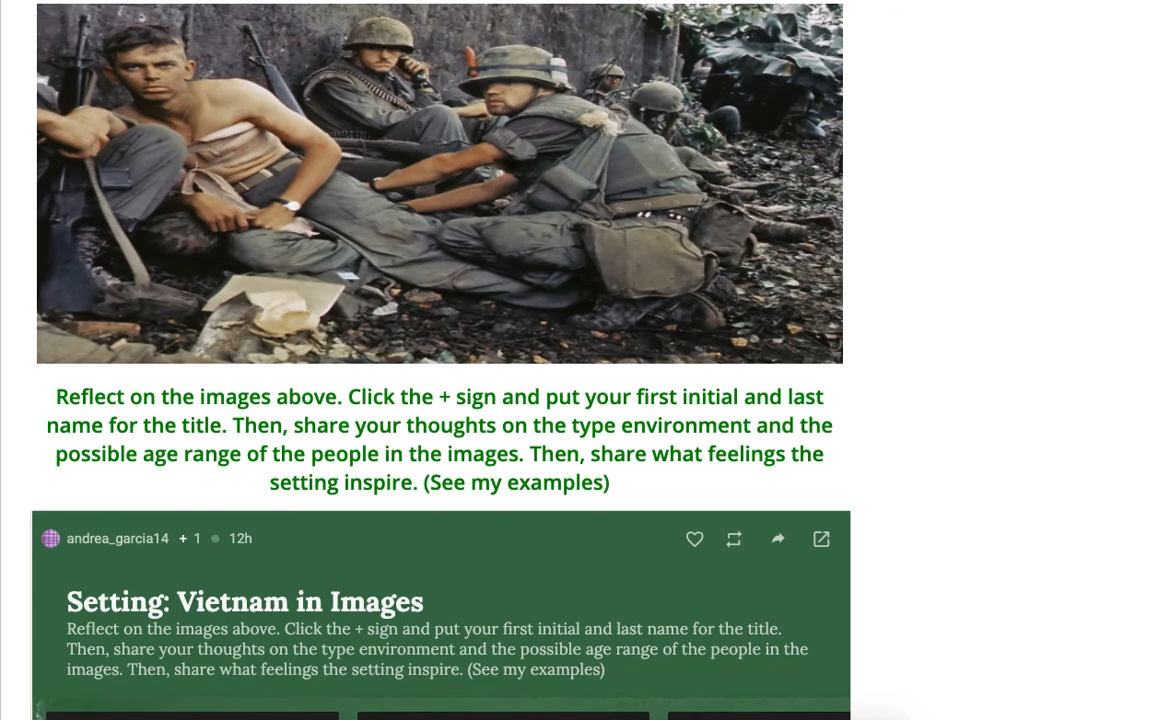 Reflect on the images above. Click the + sign and put your first initial and last
name for the title. Then, share your thoughts on the type environment and the
possible age range of the people in the images. Then, share what feelings the
setting inspire. (See my examples)
andrea_garcia14 + 1 12h
Setting: Vietnam in Images
Reflect on the images above. Click the + sign and put your first initial and last name for the title.
Then, share your thoughts on the type environment and the possible age range of the people in the
images. Then, share what feelings the setting inspire. (See my examples)